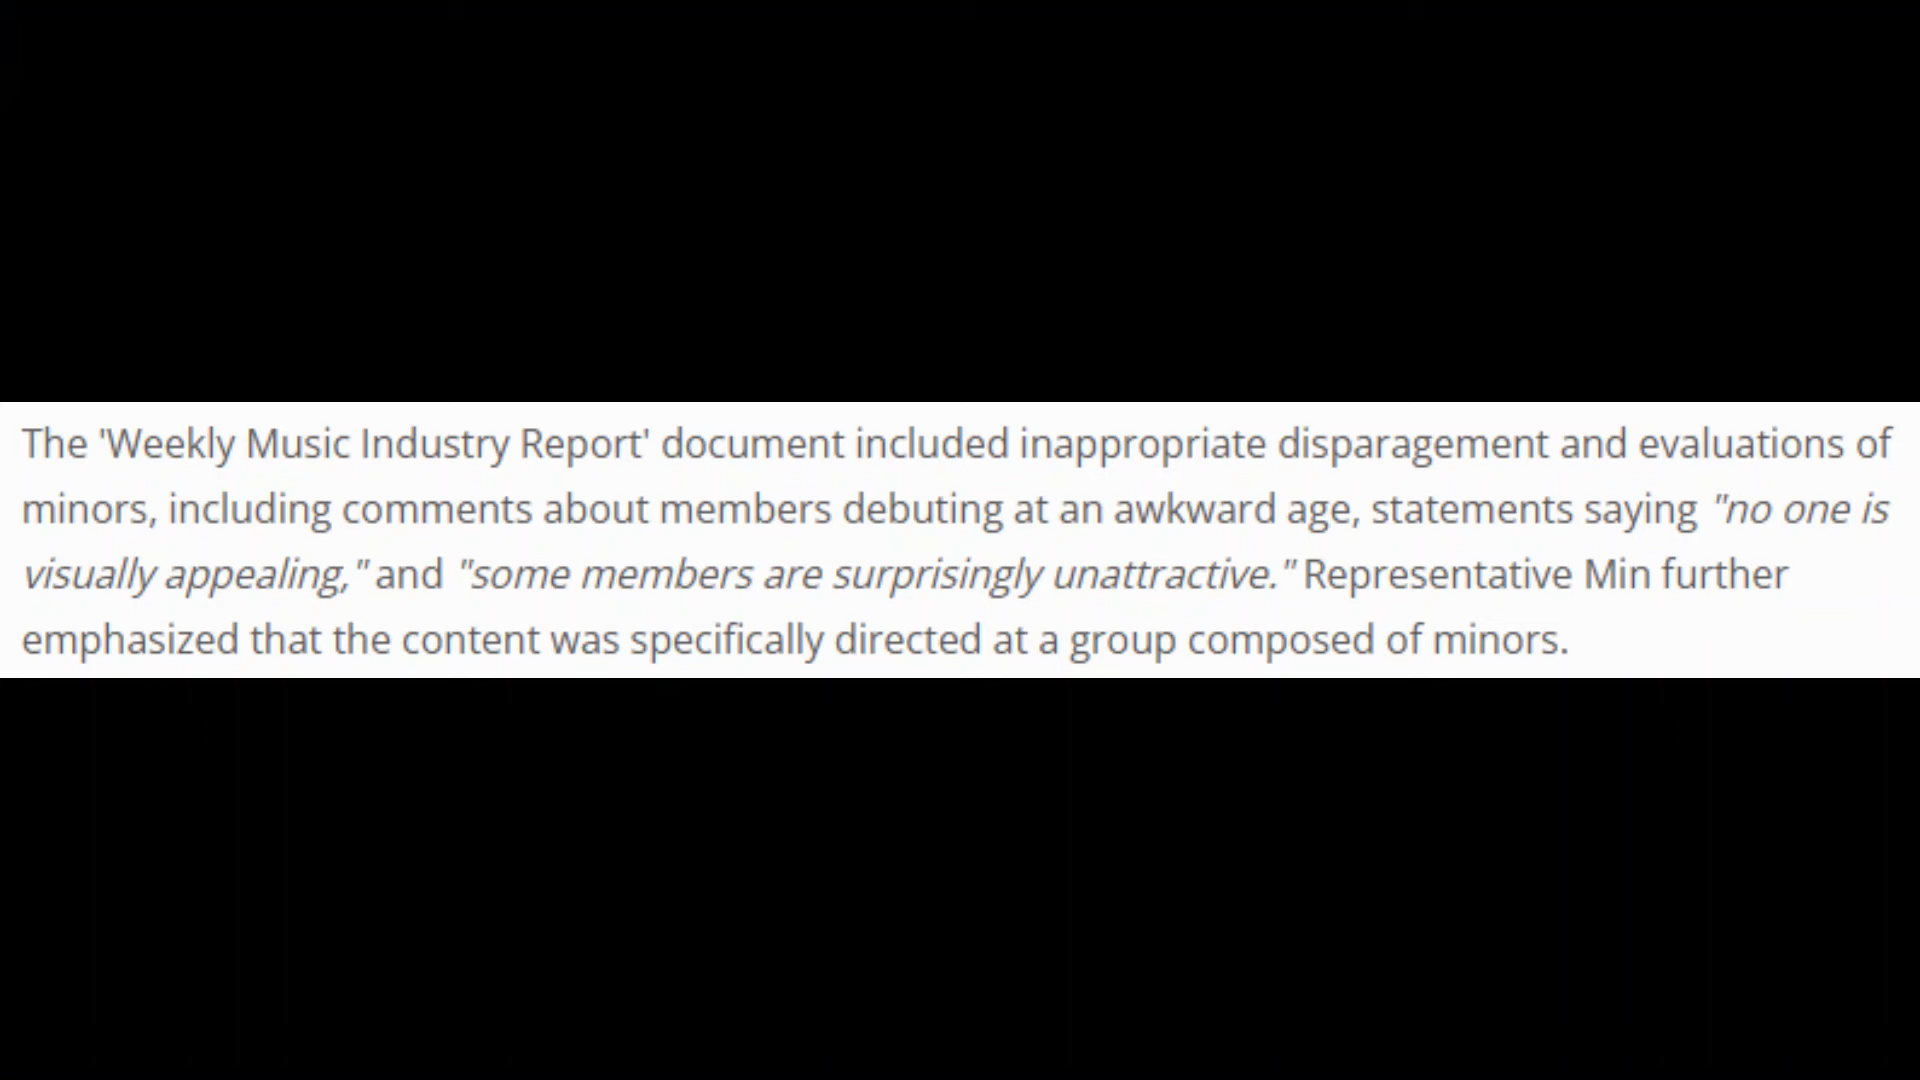 The 'Weekly Music Industry Report' document included inappropriate disparagement and evaluations of
minors, including comments about members debuting at an awkward age, statements saying "no one is
visually appealing," and "some members are surprisingly unattractive." Representative Min further
emphasized that the content was specifically directed at a group composed of minors.